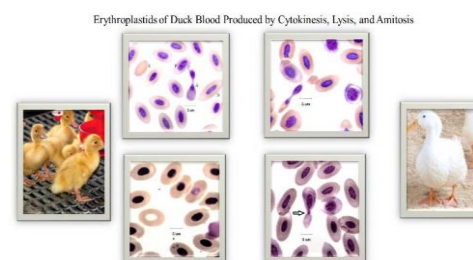 Erythroplastids of Duck Blood Produced by Cytokinesis, Lysis, and Amitosis